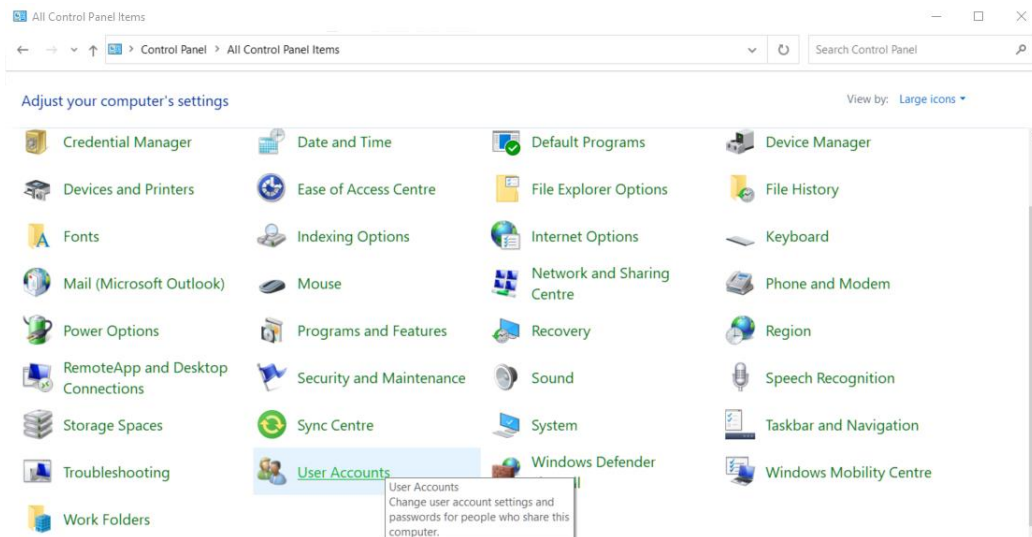 All Control Panel Items
Control Panel > All Control Panel Items
Search Control Panel
Adjust your computer's settings
View by: Large icons
Credential Manager
Date and Time
Default Programs
Device Manager
Devices and Printers
Ease of Access Centre
File Explorer Options
File History
Fonts
Indexing Options
Internet Options
Keyboard
Mail (Microsoft Outlook)
Mouse
Network and Sharing
Centre
Phone and Modem
Power Options
Programs and Features
Recovery
Region
RemoteApp and Desktop
Connections
Security and Maintenance
Sound
Speech Recognition
Storage Spaces
Sync Centre
System
Taskbar and Navigation
Troubleshooting
User Accounts
Windows Defender
Windows Mobility Centre
User Accounts
Change user account settings and
passwords for people who share this
computer.
Work Folders